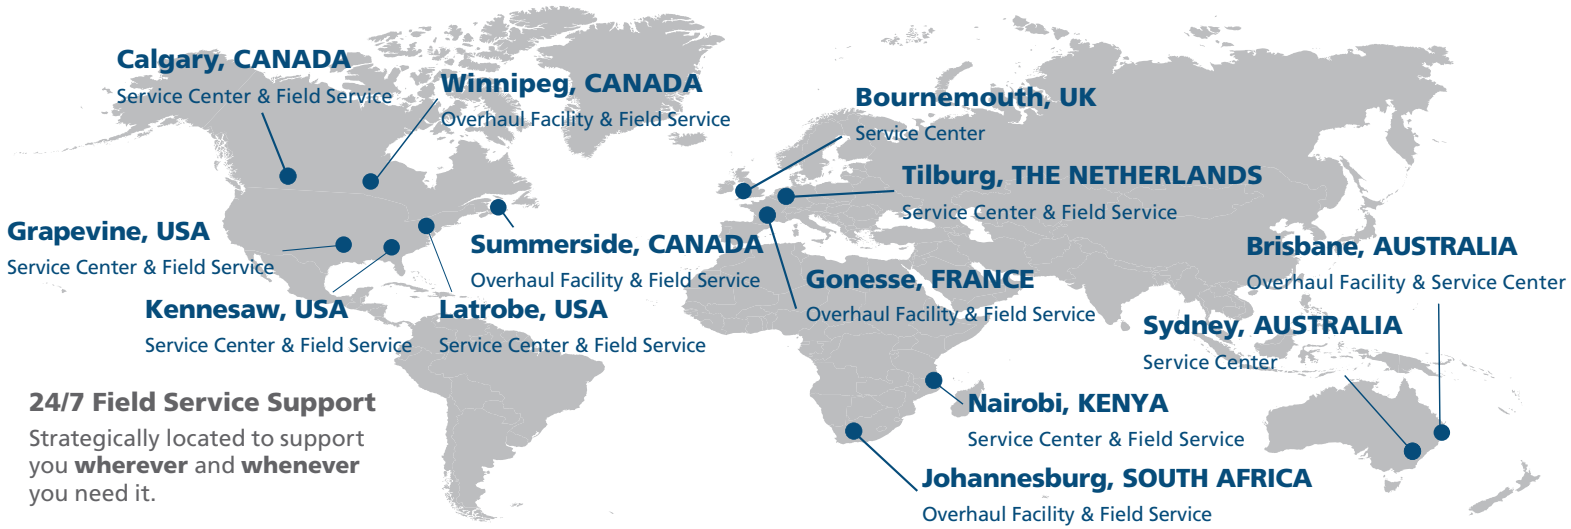 Calgary, CANADA
Service Center & Field Service
Winnipeg, CANADA
Overhaul Facility & Field Service
Bournemouth, UK
Service Center
Tilburg, THE NETHERLANDS
Service Center & Field Service
Grapevine, USA
Service Center & Field Service
Summerside, CANADA
Overhaul Facility & Field Service
Gonesse, FRANCE
Overhaul Facility & Field Service
Brisbane, AUSTRALIA
Overhaul Facility & Service Center
Kennesaw, USA
Service Center & Field Service
Latrobe, USA
Service Center & Field Service
Sydney, AUSTRALIA
Service Center
Nairobi, KENYA
Service Center & Field Service
Johannesburg, SOUTH AFRICA
Overhaul Facility & Field Service
24/7 Field Service Support
Strategically located to support
you wherever and whenever
you need it.